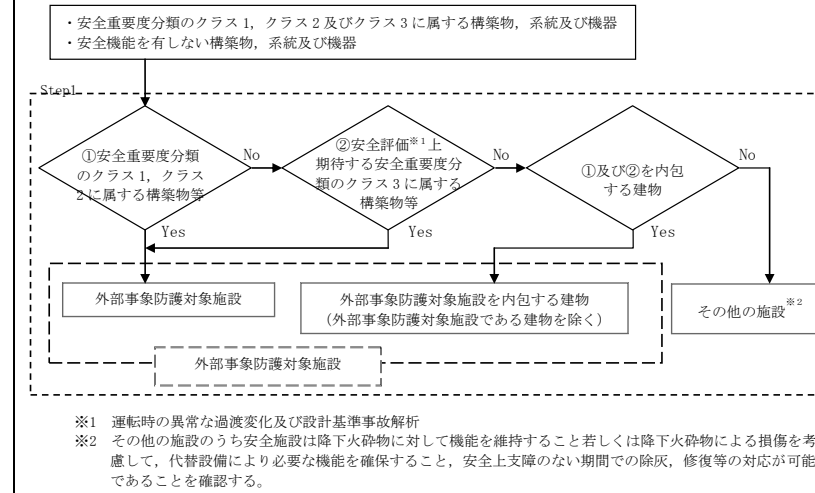 ・安全重要度分類のクラス1，クラス2及びクラス3に属する構築物，系統及び機器
・安全機能を有しない構築物，系統及び機器
Step1
①安全重要度分類
のクラス1，クラス
2に属する構築物等
No
②安全評価※1上
期待する安全重要度分
類のクラス3に属する
構築物等
No
①及び②を内包
する建物
No
Yes
Yes
Yes
外部事象防護対象施設
外部事象防護対象施設を内包する建物
（外部事象防護対象施設である建物を除く）
その他の施設※2
外部事象防護対象施設
※1　運転時の異常な過渡変化及び設計基準事故解析
※2　その他の施設のうち安全施設は降下火砕物に対して機能を維持すること若しくは降下火砕物による損傷を考
慮して，代替設備により必要な機能を確保すること，安全上支障のない期間での除灰，修復等の対応が可能
であることを確認する。